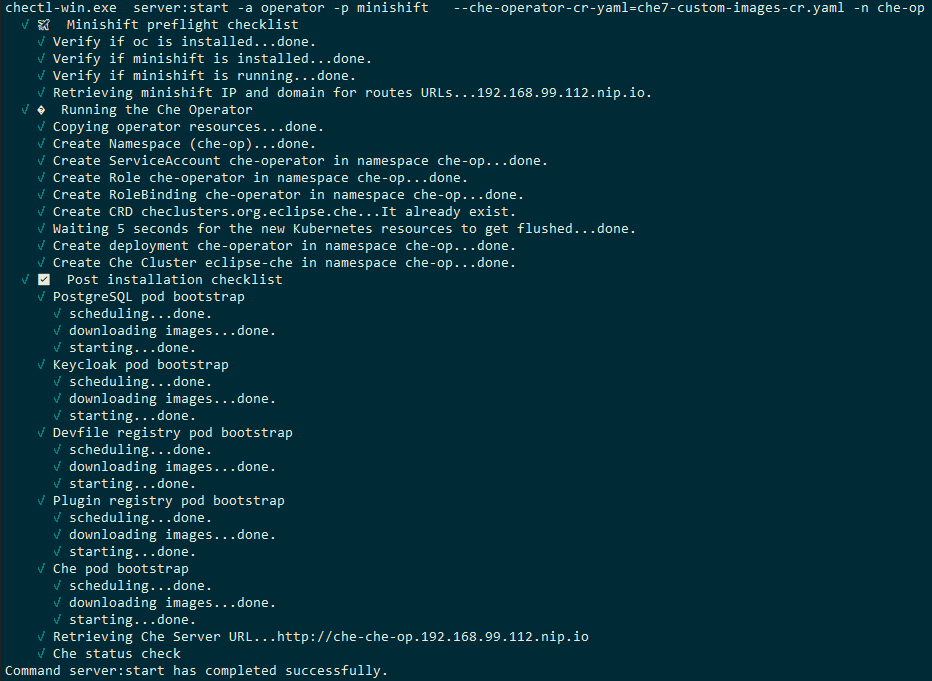 chectl-win.exe  server:start -a operator -p minishift   --che-operator-cr-yaml=che7-custom-images-cr.yaml -n che-op
√ 🛫  Minishift preflight checklist
√ Verify if oc is installed...done.
√ Verify if minishift is installed...done.
√ Verify if minishift is running...done.
√ Retrieving minishift IP and domain for routes URLs...192.168.99.112.nip.io.
√ �  Running the Che Operator
√ Copying operator resources...done.
√ Create Namespace (che-op)...done.
√ Create ServiceAccount che-operator in namespace che-op...done.
√ Create Role che-operator in namespace che-op...done.
√ Create RoleBinding che-operator in namespace che-op...done.
√ Create CRD checlusters.org.eclipse.che...It already exist.
√ Waiting 5 seconds for the new Kubernetes resources to get flushed...done.
√ Create deployment che-operator in namespace che-op...done.
√ Create Che Cluster eclipse-che in namespace che-op...done.
√ ✅  Post installation checklist
√ PostgreSQL pod bootstrap
√ scheduling...done.
√ downloading images...done.
√ starting...done.
√ Keycloak pod bootstrap
√ scheduling...done.
√ downloading images...done.
√ starting...done.
√ Devfile registry pod bootstrap
√ scheduling...done.
√ downloading images...done.
√ starting...done.
√ Plugin registry pod bootstrap
√ scheduling...done.
√ downloading images...done.
√ starting...done.
√ Che pod bootstrap
√ scheduling...done.
√ downloading images...done.
√ starting...done.
√ Retrieving Che Server URL...http://che-che-op.192.168.99.112.nip.io
√ Che status check
Command server:start has completed successfully.